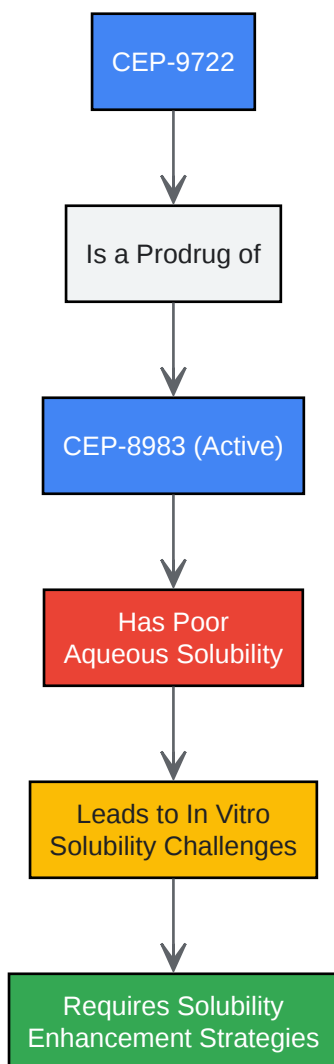 CEP-9722
Is a Prodrug of
CEP-8983 (Active)
Has Poor
Aqueous Solubility
Leads to In Vitro
Solubility Challenges
Requires Solubility
Enhancement Strategies